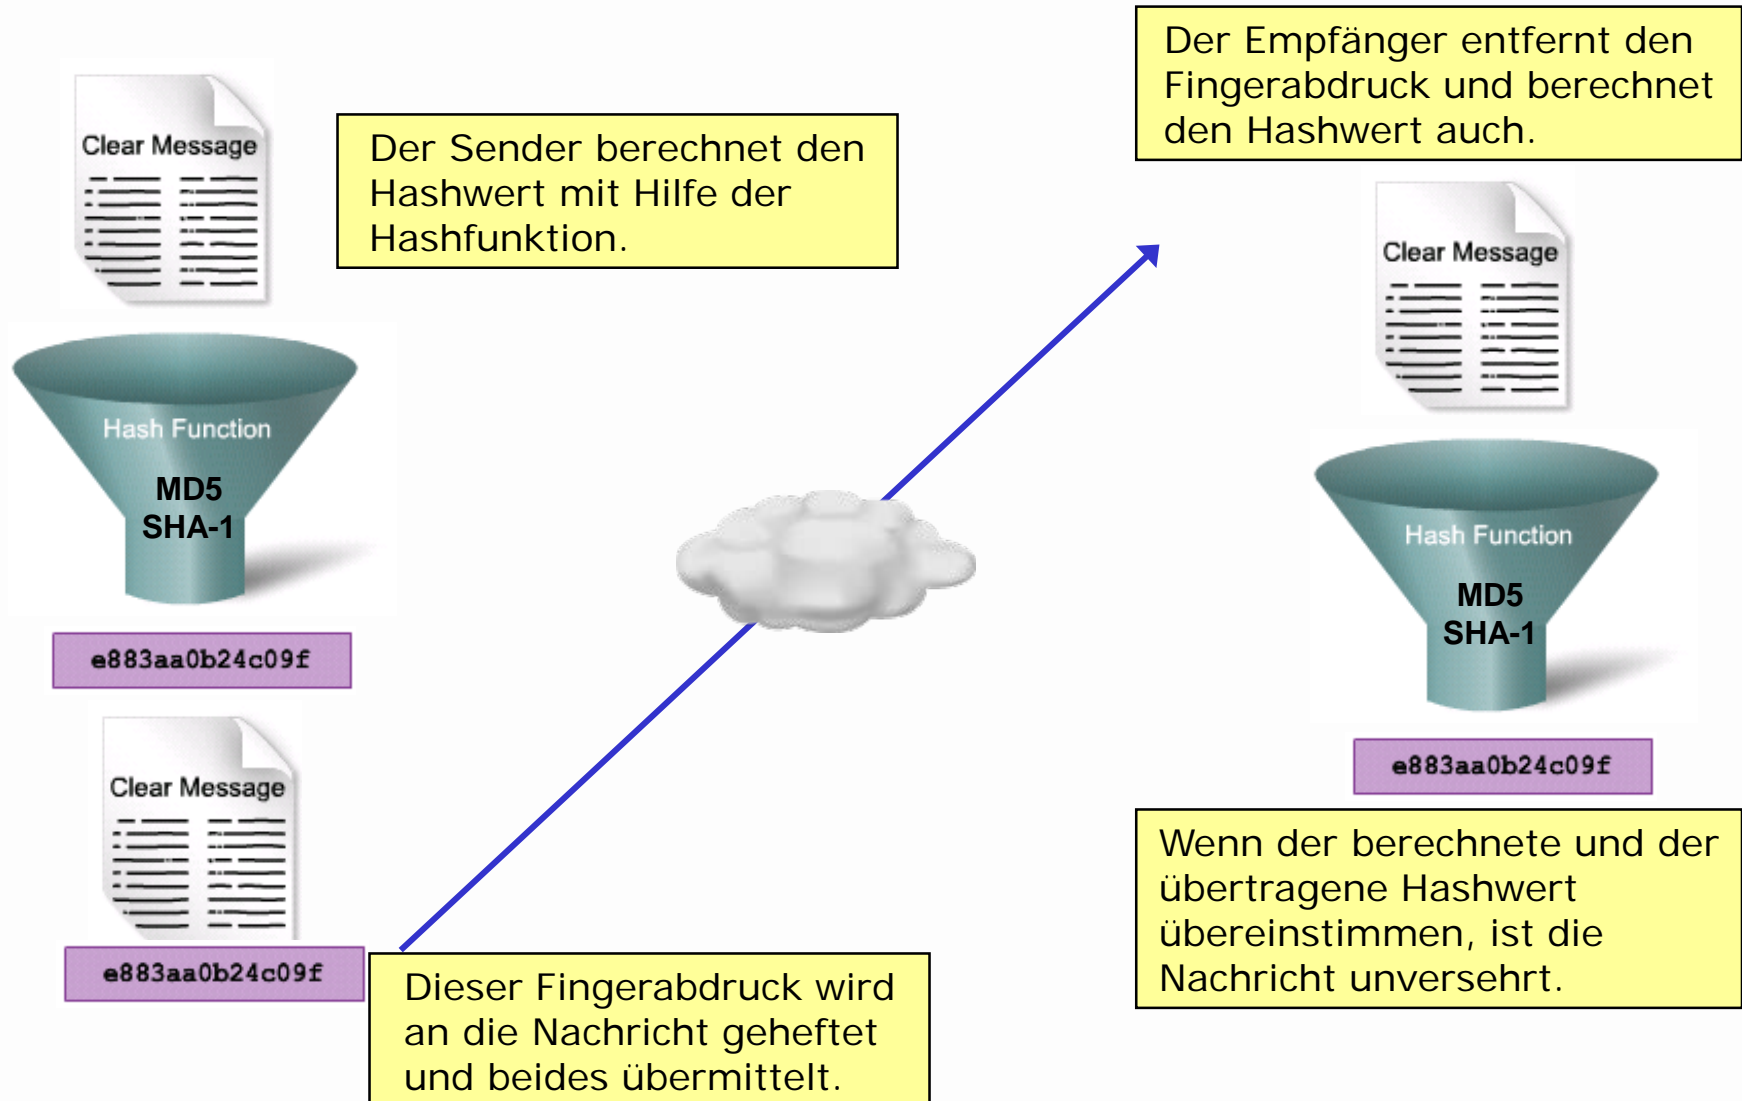 Clear Message
Der Sender berechnet den
Hashwert mit Hilfe der
Hashfunktion.
Hash Function
MD5
SHA-1
e883aa0b24c09f
Clear Message
e883aa0b24c09f
Dieser Fingerabdruck wird
an die Nachricht geheftet
und beides übermittelt.
Der Empfänger entfernt den
Fingerabdruck und berechnet
den Hashwert auch.
Clear Message
Hash Function
MD5
SHA-1
e883aa0b24c09f
Wenn der berechnete und der
übertragene Hashwert
übereinstimmen, ist die
Nachricht unversehrt.